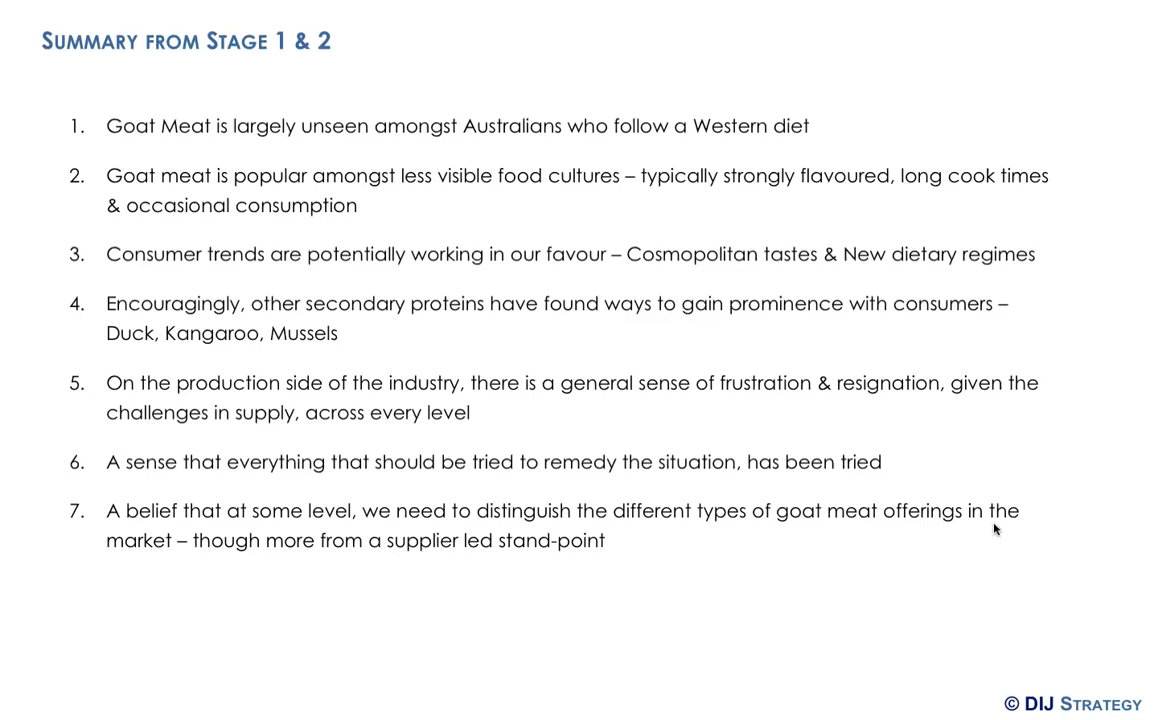 Summary from Stage 1 & 2
1. Goat Meat is largely unseen amongst Australians who follow a Western diet
2. Goat meat is popular amongst less visible food cultures – typically strongly flavoured, long cook times
& occasional consumption
3. Consumer trends are potentially working in our favour – Cosmopolitan tastes & New dietary regimes
4. Encouragingly, other secondary proteins have found ways to gain prominence with consumers –
Duck, Kangaroo, Mussels
5. On the production side of the industry, there is a general sense of frustration & resignation, given the
challenges in supply, across every level
6. A sense that everything that should be tried to remedy the situation, has been tried
7. A belief that at some level, we need to distinguish the different types of goat meat offerings in the
market – though more from a supplier led stand-point
© DIJ Strategy